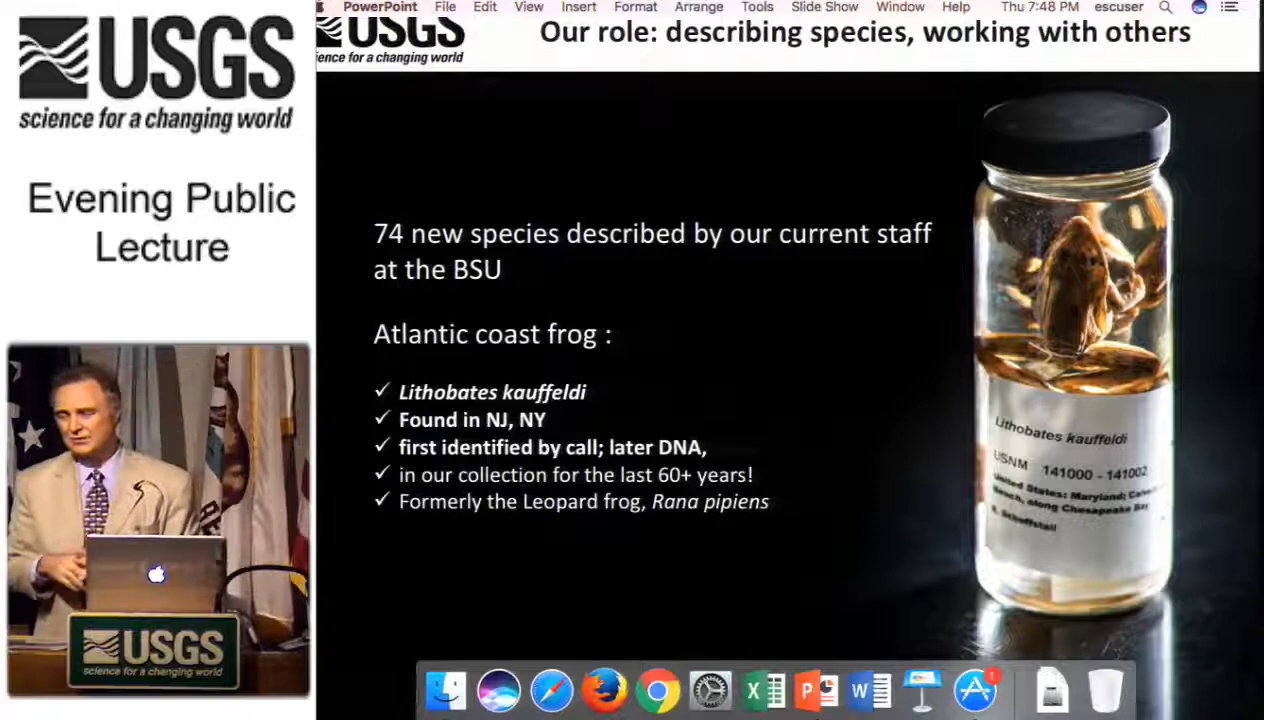 USGS
science for a changing world
Evening Public
Lecture
USGS
science for a changing world
PowerPoint File Edit View Insert Format Arrange Tools Slide Show Window Help Thu 7:48 PM escuser
USGS
ence for a changing world
Our role: describing species, working with others
74 new species described by our current staff
at the BSU
Atlantic coast frog :
✓ Lithobates kauffeldi
✓ Found in NJ, NY
✓ first identified by call; later DNA,
✓ in our collection for the last 60+ years!
✓ Formerly the Leopard frog, Rana pipiens
Lithobates kauffeldi
USNM 141000 - 141002
United States: Maryland;
along Chesapeake Bay
X
P
W
1